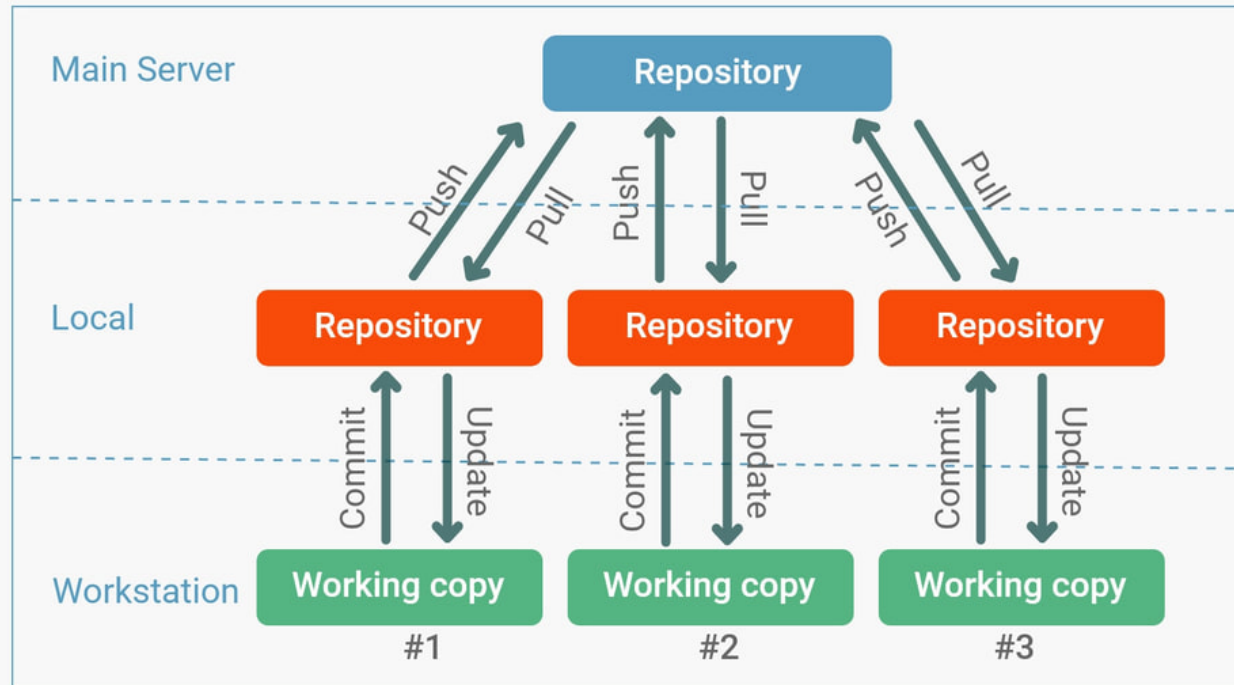 Main Server
Repository
Push
Pull
Push
Pull
Push
Pull
Local
Repository
Repository
Repository
Commit
Update
Commit
Update
Commit
Update
Workstation
Working copy
Working copy
Working copy
#1
#2
#3